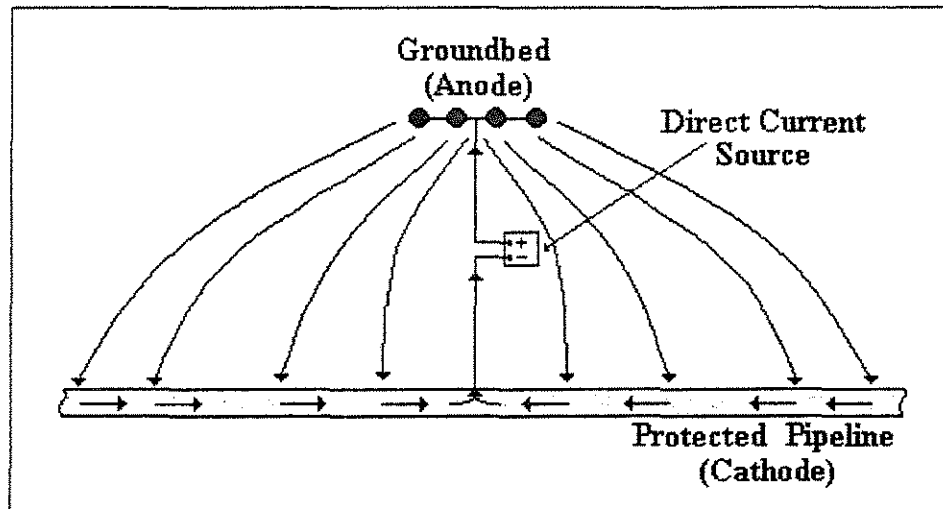 Groundbed
(Anode)
Direct Current
Source
+
−
Protected Pipeline
(Cathode)